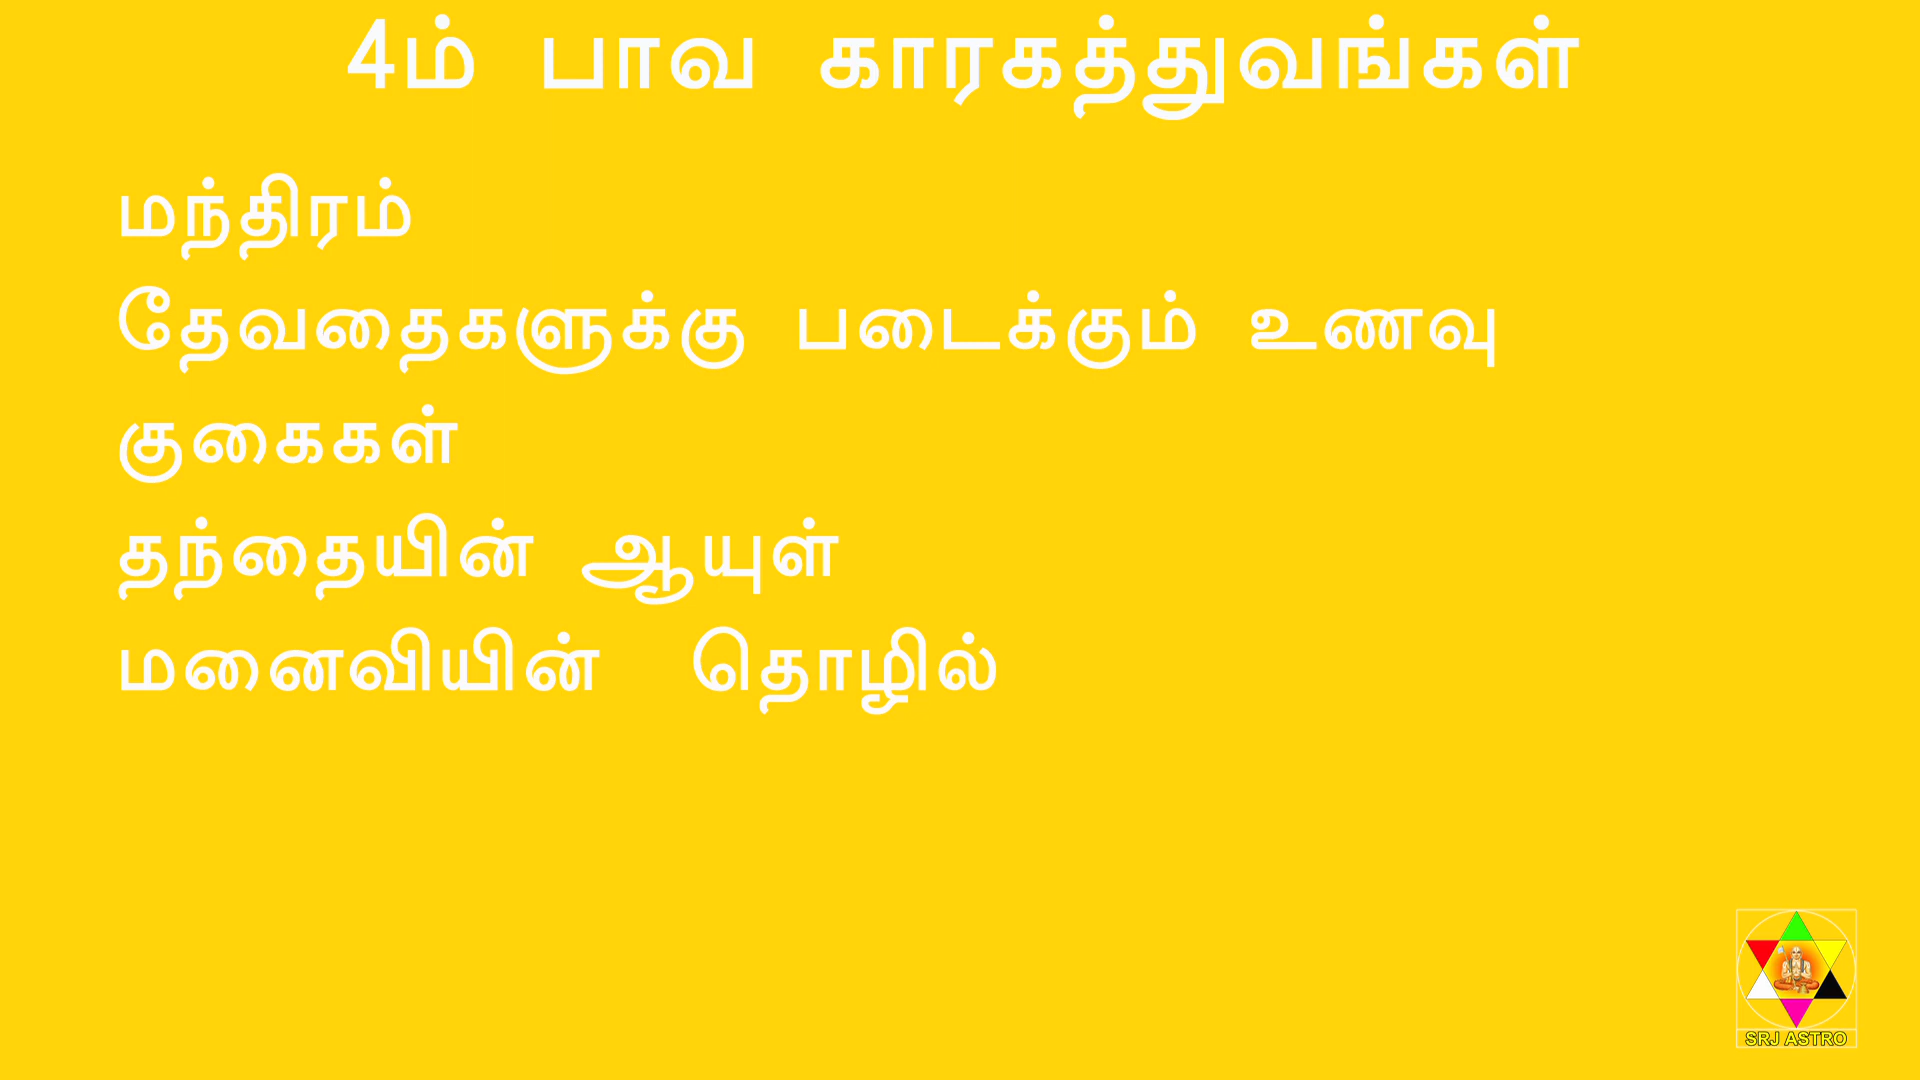 4ம் பாவ காரகத்துவங்கள்
மந்திரம்
தேவதைகளுக்கு படைக்கும் உணவு
குகைகள்
தந்தையின் ஆயுள்
மனைவியின் தொழில்
SRJ ASTRO